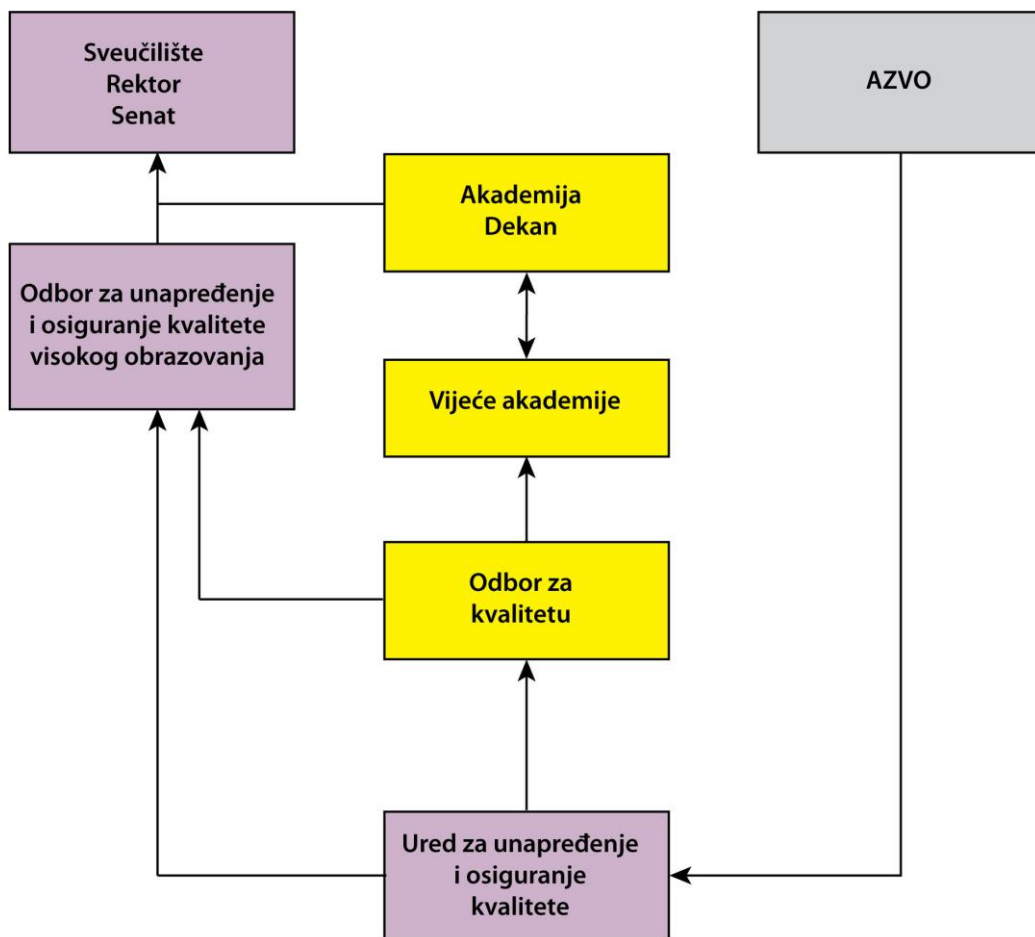 Sveučilište
Rektor
Senat
AZVO
Akademija
Dekan
Odbor za unapređenje
i osiguranje kvalitete
visokog obrazovanja
Vijeće akademije
Odbor za
kvalitetu
Ured za unapređenje
i osiguranje
kvalitete